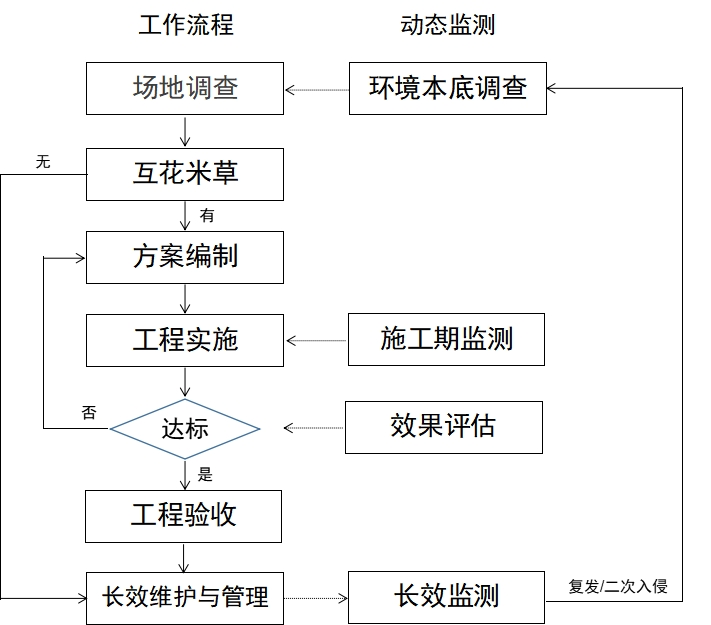 工作流程
动态监测
场地调查
环境本底调查
无
互花米草
有
方案编制
工程实施
施工期监测
否
达标
效果评估
是
工程验收
长效维护与管理
长效监测
复发/二次入侵